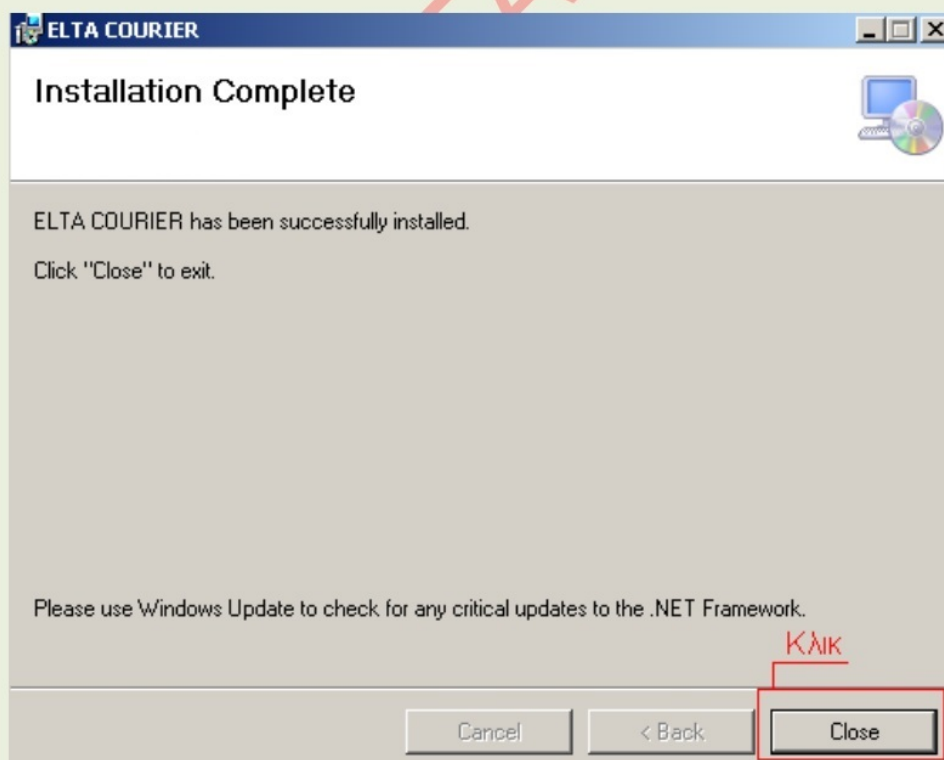 ELTA COURIER
Installation Complete
ELTA COURIER has been successfully installed.
Click "Close" to exit.
Please use Windows Update to check for any critical updates to the .NET Framework.
Κλικ
Cancel
< Back
Close